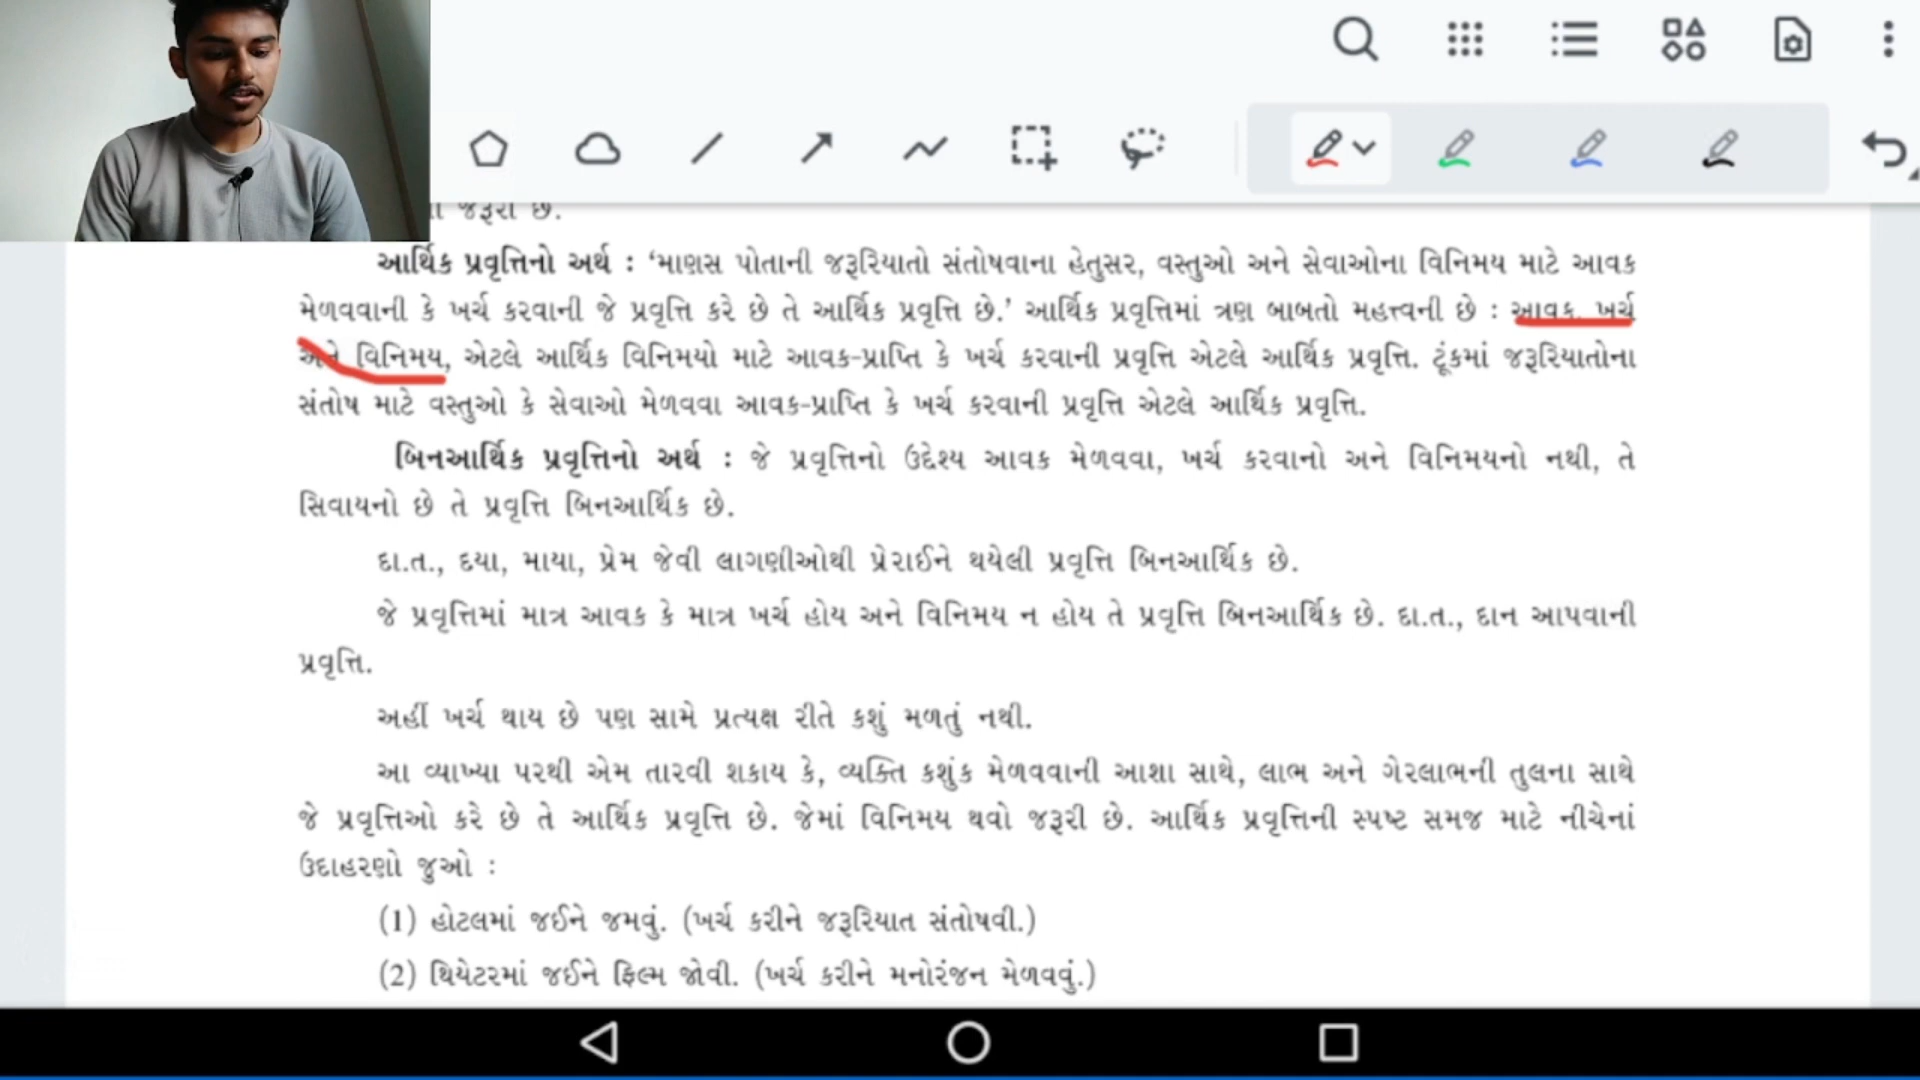 જરૂરી છે.
આર્થિક પ્રવૃત્તિનો અર્થ : ‘માણસ પોતાની જરૂરિયાતો સંતોષવાના હેતુસર, વસ્તુઓ અને સેવાઓના વિનિમય માટે આવક
મેળવવાની કે ખર્ચ કરવાની જે પ્રવૃત્તિ કરે છે તે આર્થિક પ્રવૃત્તિ છે.’ આર્થિક પ્રવૃત્તિમાં ત્રણ બાબતો મહત્ત્વની છે : આવક, ખર્ચ
અને વિનિમય, એટલે આર્થિક વિનિમયો માટે આવક-પ્રાપ્તિ કે ખર્ચ કરવાની પ્રવૃત્તિ એટલે આર્થિક પ્રવૃત્તિ. ટૂંકમાં જરૂરિયાતોના
સંતોષ માટે વસ્તુઓ કે સેવાઓ મેળવવા આવક-પ્રાપ્તિ કે ખર્ચ કરવાની પ્રવૃત્તિ એટલે આર્થિક પ્રવૃત્તિ.
બિનઆર્થિક પ્રવૃત્તિનો અર્થ : જે પ્રવૃત્તિનો ઉદ્દેશ્ય આવક મેળવવા, ખર્ચ કરવાનો અને વિનિમયનો નથી, તે
સિવાયનો છે તે પ્રવૃત્તિ બિનઆર્થિક છે.
દા.ત., દયા, માયા, પ્રેમ જેવી લાગણીઓથી પ્રેરાઈને થયેલી પ્રવૃત્તિ બિનઆર્થિક છે.
જે પ્રવૃત્તિમાં માત્ર આવક કે માત્ર ખર્ચ હોય અને વિનિમય ન હોય તે પ્રવૃત્તિ બિનઆર્થિક છે. દા.ત., દાન આપવાની
પ્રવૃત્તિ.
અહીં ખર્ચ થાય છે પણ સામે પ્રત્યક્ષ રીતે કશું મળતું નથી.
આ વ્યાખ્યા પરથી એમ તારવી શકાય કે, વ્યક્તિ કશુંક મેળવવાની આશા સાથે, લાભ અને ગેરલાભની તુલના સાથે
જે પ્રવૃત્તિઓ કરે છે તે આર્થિક પ્રવૃત્તિ છે. જેમાં વિનિમય થવો જરૂરી છે. આર્થિક પ્રવૃત્તિની સ્પષ્ટ સમજ માટે નીચેનાં
ઉદાહરણો જુઓ :
(1) હોટલમાં જઈને જમવું. (ખર્ચ કરીને જરૂરિયાત સંતોષવી.)
(2) થિયેટરમાં જઈને ફિલ્મ જોવી. (ખર્ચ કરીને મનોરંજન મેળવવું.)